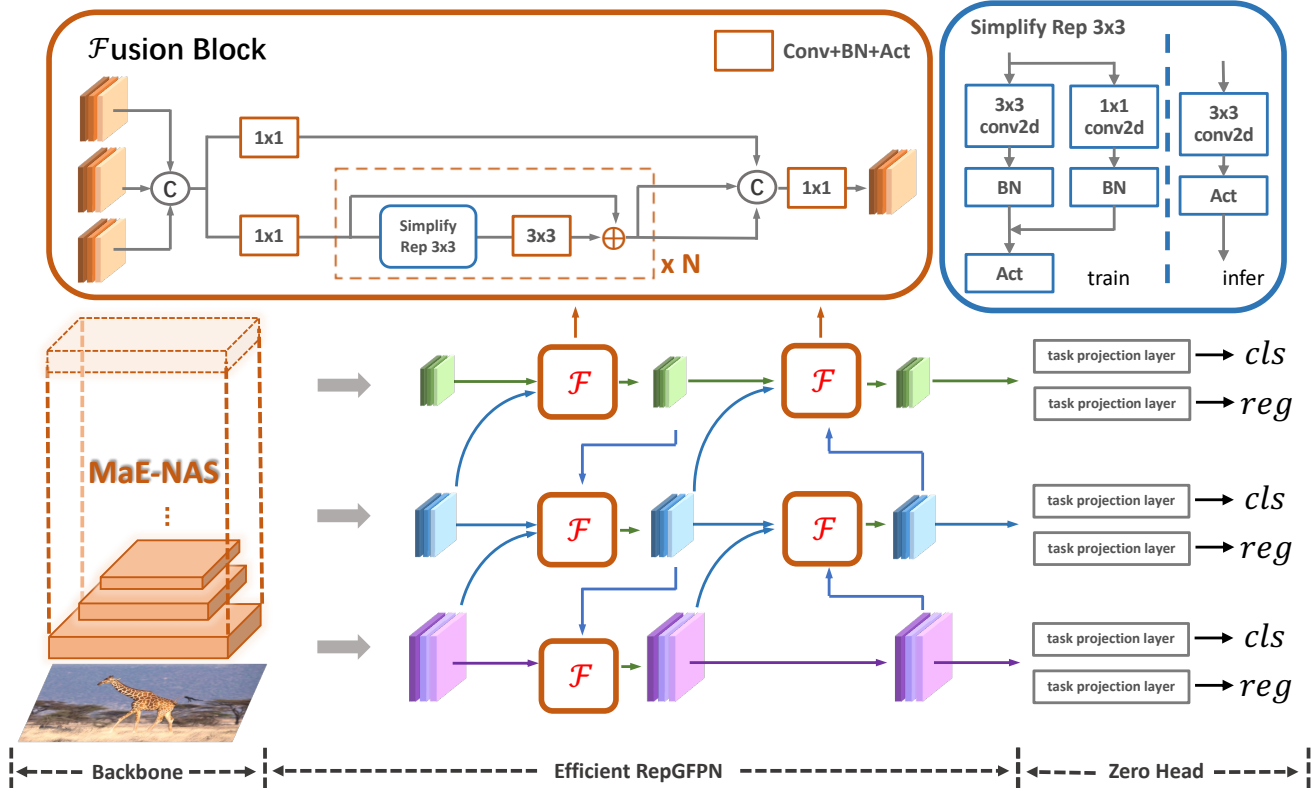 ℱusion Block
Conv+BN+Act
1x1
C
1x1
Simplify
Rep 3x3
3x3
x N
C
1x1
Simplify Rep 3x3
3x3
conv2d
1x1
conv2d
BN
BN
Act
train
3x3
conv2d
Act
infer
MaE-NAS
...
ℱ
ℱ
ℱ
ℱ
ℱ
task projection layer
cls
task projection layer
reg
task projection layer
cls
task projection layer
reg
task projection layer
cls
task projection layer
reg
Backbone
Efficient RepGFPN
Zero Head